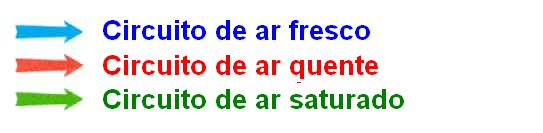 Circuito de ar fresco
Circuito de ar quente
Circuito de ar saturado